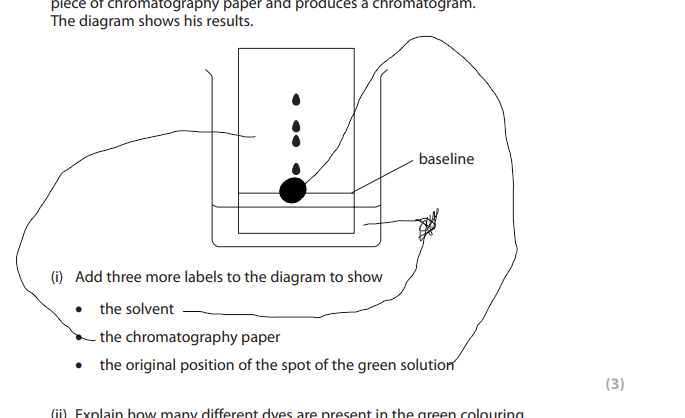 piece of chromatography paper and produces a chromatogram.
The diagram shows his results.
baseline
(i) Add three more labels to the diagram to show
• the solvent
• the chromatography paper
• the original position of the spot of the green solution
(3)
(ii) Explain how many different dyes are present in the green colouring